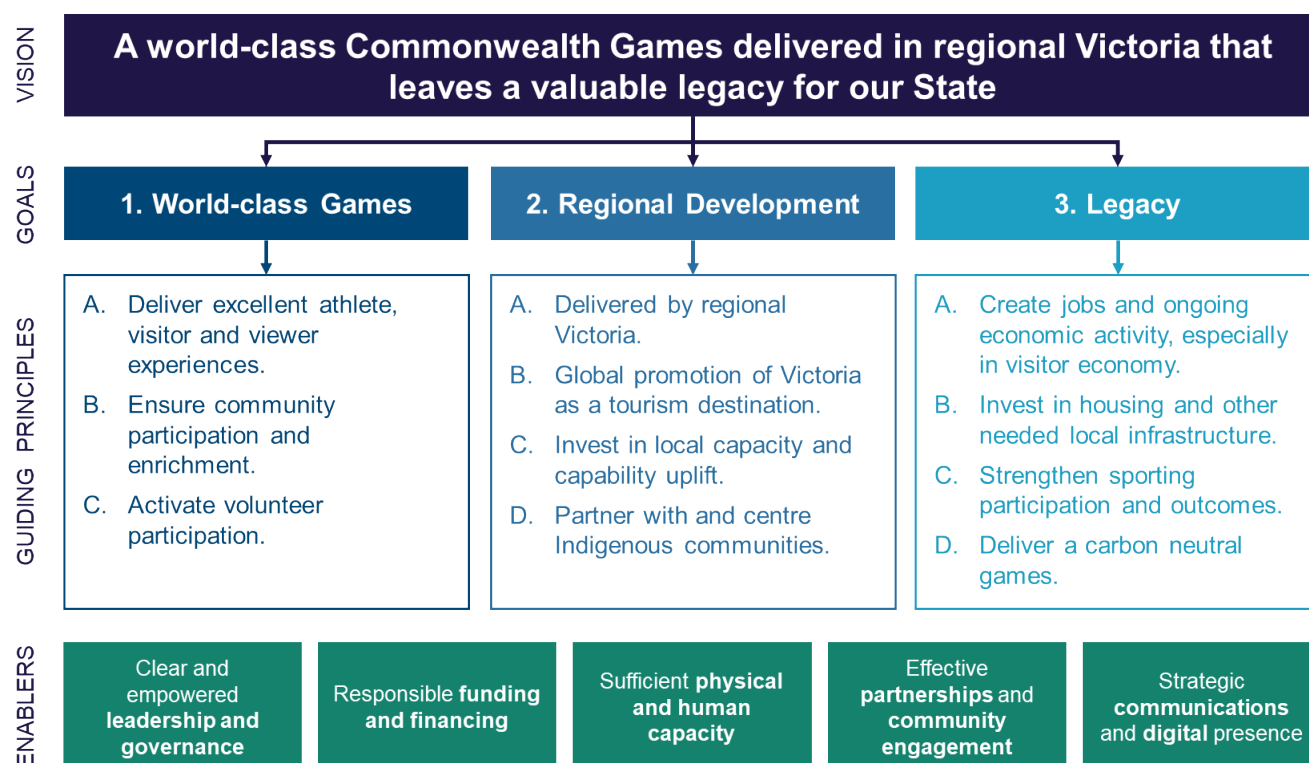 VISION
A world-class Commonwealth Games delivered in regional Victoria that
leaves a valuable legacy for our State
GOALS
1. World-class Games
2. Regional Development
3. Legacy
GUIDING PRINCIPLES
A. Deliver excellent athlete,
visitor and viewer
experiences.
B. Ensure community
participation and
enrichment.
C. Activate volunteer
participation.
A. Delivered by regional
Victoria.
B. Global promotion of Victoria
as a tourism destination.
C. Invest in local capacity and
capability uplift.
D. Partner with and centre
Indigenous communities.
A. Create jobs and ongoing
economic activity, especially
in visitor economy.
B. Invest in housing and other
needed local infrastructure.
C. Strengthen sporting
participation and outcomes.
D. Deliver a carbon neutral
games.
ENABLERS
Clear and
empowered
leadership and
governance
Responsible funding
and financing
Sufficient physical
and human
capacity
Effective
partnerships and
community
engagement
Strategic
communications
and digital presence